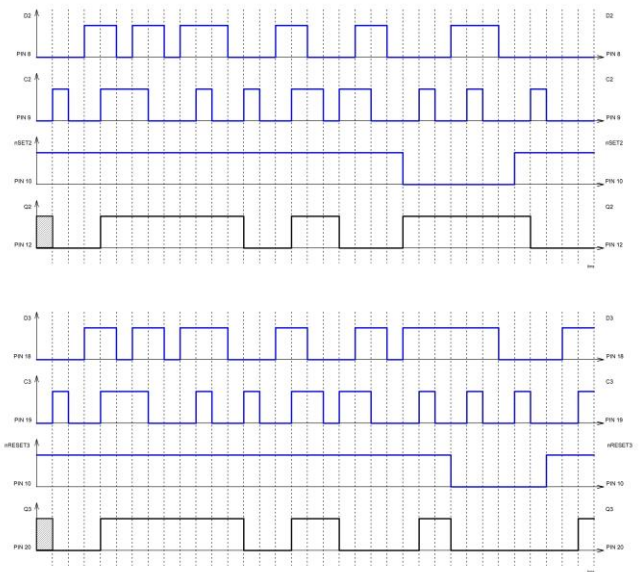 D2 D2
PIN 8 PIN 8
C2 C2
PIN 9 PIN 9
nSET2 nSET2
PIN 10 PIN 10
Q2 Q2
PIN 12 PIN 12
D3 D3
PIN 18 PIN 18
C3 C3
PIN 19 PIN 19
nRESET3 nRESET3
PIN 10 PIN 10
Q3 Q3
PIN 20 PIN 20